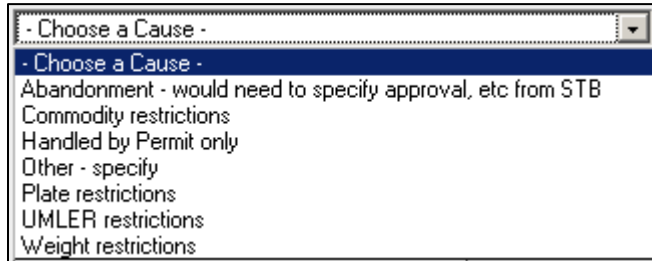 - Choose a Cause -
- Choose a Cause -
Abandonment - would need to specify approval, etc from STB
Commodity restrictions
Handled by Permit only
Other - specify
Plate restrictions
UMLER restrictions
Weight restrictions